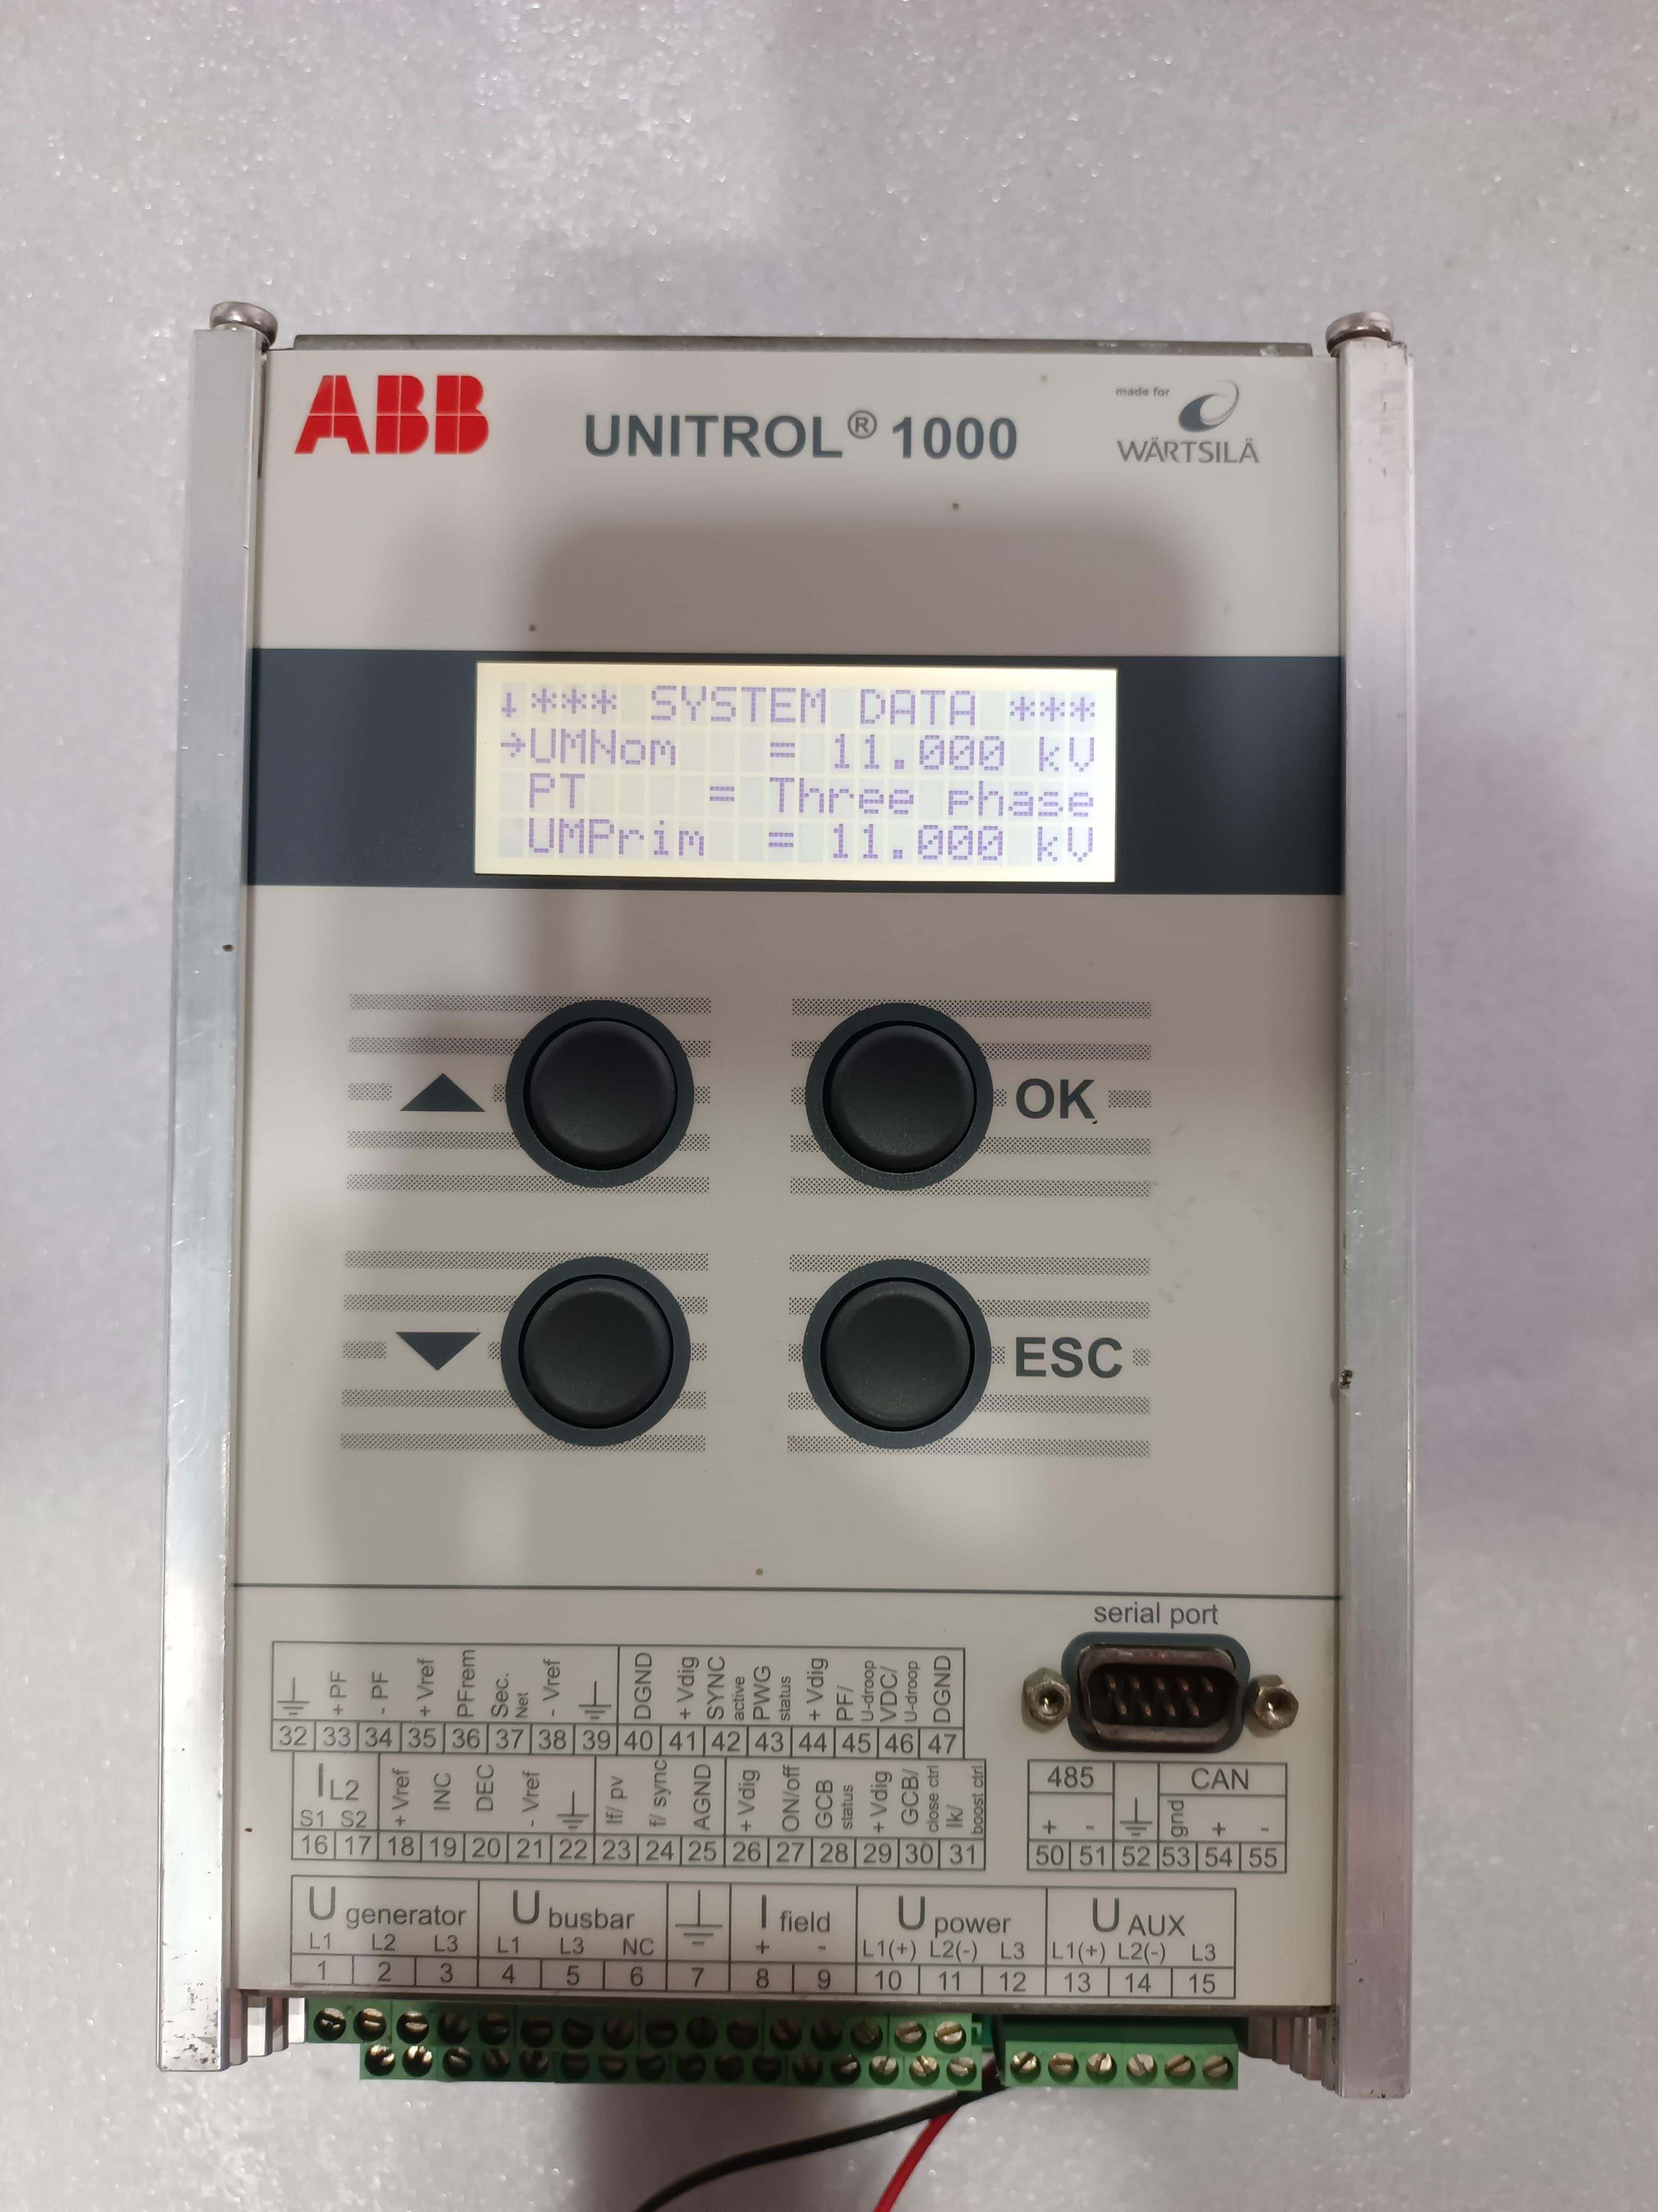 ABB
UNITROL® 1000
made for
WÄRTSILÄ
↓*** SYSTEM DATA ***
→UMNom = 11.000 kV
PT = Three phase
UMPrim = 11.000 kV
▲
OK
▼
ESC
serial port
+ PF
- PF
+ Vref
PFrem
Sec. Net
- Vref
DGND
+ Vdig
SYNC active
PWG status
+ Vdig
PF/ U-droop
VDC/ U-droop
DGND
32 33 34 35 36 37 38 39 40 41 42 43 44 45 46 47
IL2
S1 S2
+ Vref
INC
DEC
- Vref
If/ pv
f/ sync
AGND
+ Vdig
ON/off
GCB status
+ Vdig
GCB/ close ctrl
Ik/ boost ctrl
16 17 18 19 20 21 22 23 24 25 26 27 28 29 30 31
485 CAN
+ - gnd + -
50 51 52 53 54 55
U generator U busbar I field U power U AUX
L1 L2 L3 L1 L3 NC + - L1(+) L2(-) L3 L1(+) L2(-) L3
1 2 3 4 5 6 7 8 9 10 11 12 13 14 15